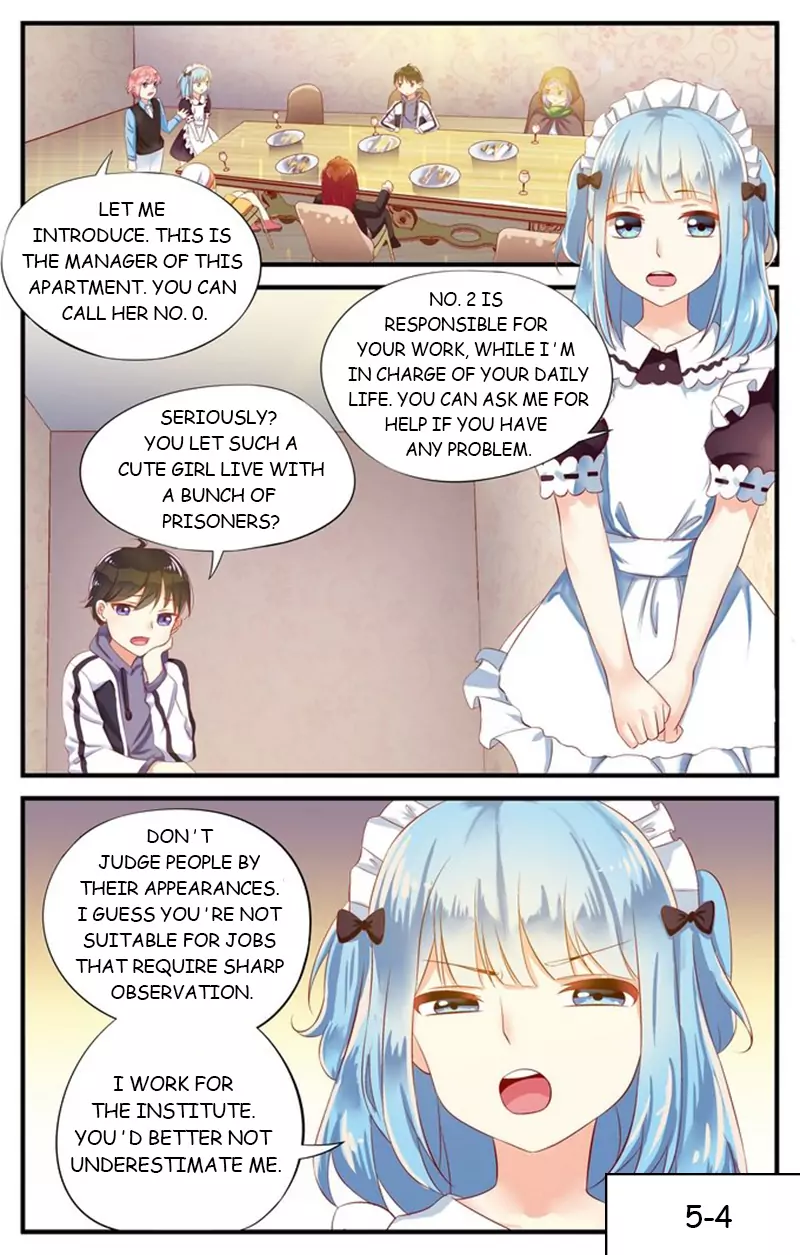 LET ME
INTRODUCE. THIS IS
THE MANAGER OF THIS
APARTMENT. YOU CAN
CALL HER NO. 0.
NO. 2 IS
RESPONSIBLE FOR
YOUR WORK, WHILE I'M
IN CHARGE OF YOUR DAILY
LIFE. YOU CAN ASK ME FOR
HELP IF YOU HAVE
ANY PROBLEM.
SERIOUSLY?
YOU LET SUCH A
CUTE GIRL LIVE WITH
A BUNCH OF
PRISONERS?
DON'T
JUDGE PEOPLE BY
THEIR APPEARANCES.
I GUESS YOU'RE NOT
SUITABLE FOR JOBS
THAT REQUIRE SHARP
OBSERVATION.
I WORK FOR
THE INSTITUTE.
YOU'D BETTER NOT
UNDERESTIMATE ME.
5-4